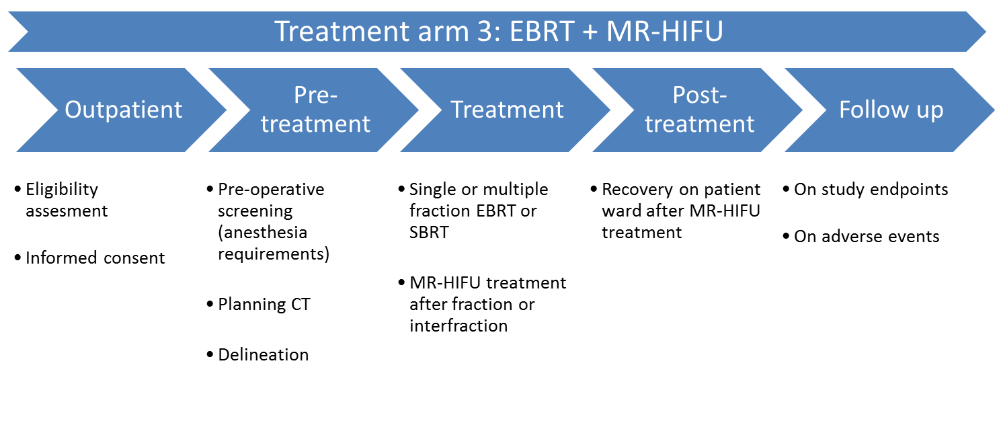 Treatment arm 3: EBRT + MR-HIFU
Outpatient
Pre-
treatment
Treatment
Post-
treatment
Follow up
• Eligibility
assesment
• Informed consent
• Pre-operative
screening
(anesthesia
requirements)
• Planning CT
• Delineation
• Single or multiple
fraction EBRT or
SBRT
• MR-HIFU treatment
after fraction or
interfraction
• Recovery on patient
ward after MR-HIFU
treatment
• On study endpoints
• On adverse events